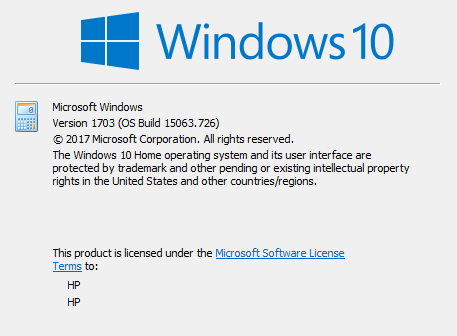 Windows 10
Microsoft Windows
Version 1703 (OS Build 15063.726)
© 2017 Microsoft Corporation. All rights reserved.
The Windows 10 Home operating system and its user interface are
protected by trademark and other pending or existing intellectual property
rights in the United States and other countries/regions.
This product is licensed under the Microsoft Software License
Terms to:
HP
HP